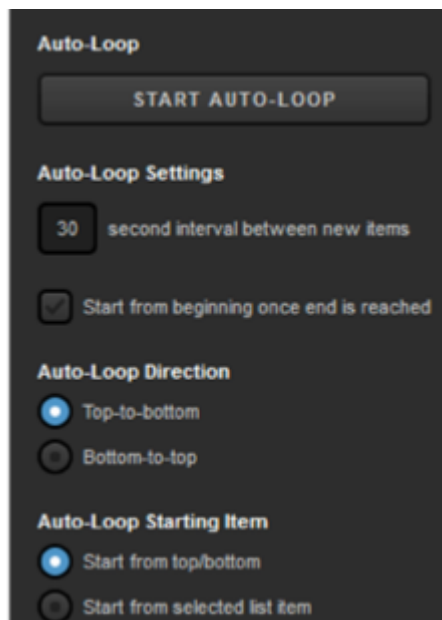 Auto-Loop
START AUTO-LOOP
Auto-Loop Settings
30 second interval between new items
Start from beginning once end is reached
Auto-Loop Direction
Top-to-bottom
Bottom-to-top
Auto-Loop Starting Item
Start from top/bottom
Start from selected list item